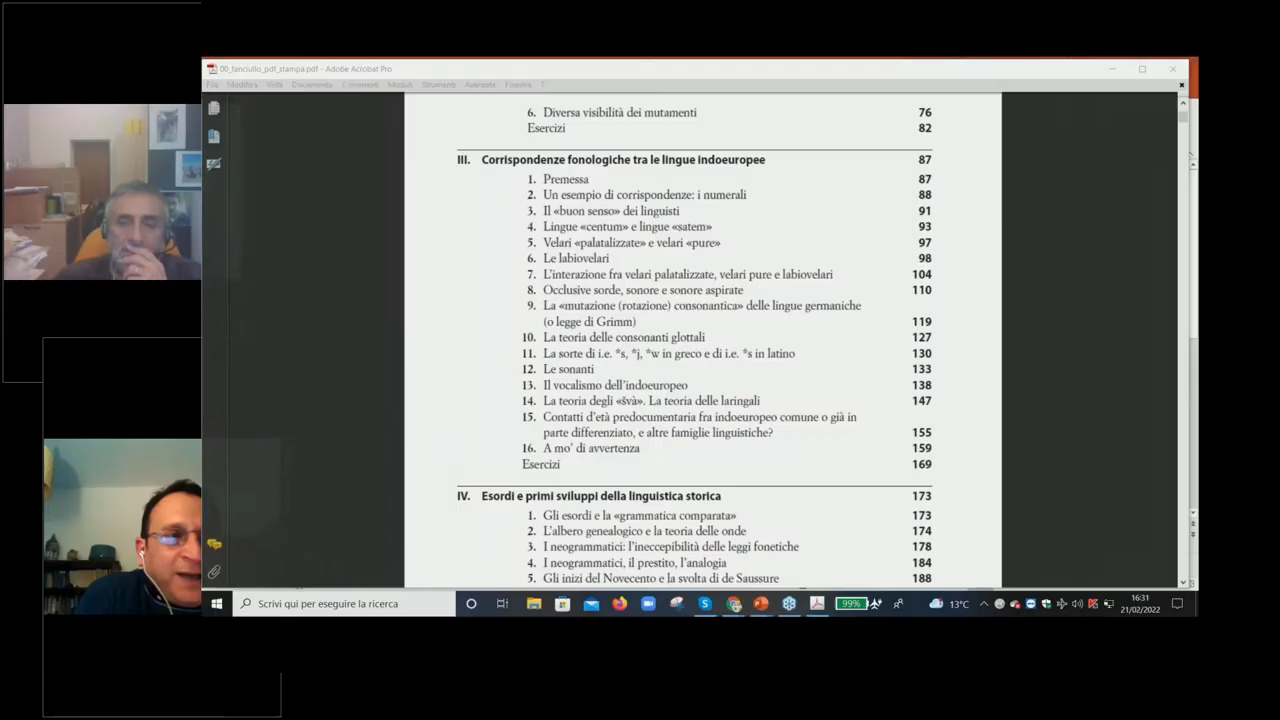 00_fanciullo_pdf_stampa.pdf - Adobe Acrobat Pro
File Modifica Vista Documento Commenti Moduli Strumenti Avanzate Finestra ?
6. Diversa visibilità dei mutamenti 76
Esercizi 82
III. Corrispondenze fonologiche tra le lingue indoeuropee 87
1. Premessa 87
2. Un esempio di corrispondenze: i numerali 88
3. Il «buon senso» dei linguisti 91
4. Lingue «centum» e lingue «satem» 93
5. Velari «palatalizzate» e velari «pure» 97
6. Le labiovelari 98
7. L'interazione fra velari palatalizzate, velari pure e labiovelari 104
8. Occlusive sorde, sonore e sonore aspirate 110
9. La «mutazione (rotazione) consonantica» delle lingue germaniche
(o legge di Grimm) 119
10. La teoria delle consonanti glottali 127
11. La sorte di i.e. *s, *j, *w in greco e di i.e. *s in latino 130
12. Le sonanti 133
13. Il vocalismo dell'indoeuropeo 138
14. La teoria degli «švà». La teoria delle laringali 147
15. Contatti d'età predocumentaria fra indoeuropeo comune o già in
parte differenziato, e altre famiglie linguistiche? 155
16. A mo' di avvertenza 159
Esercizi 169
IV. Esordi e primi sviluppi della linguistica storica 173
1. Gli esordi e la «grammatica comparata» 173
2. L'albero genealogico e la teoria delle onde 174
3. I neogrammatici: l'ineccepibilità delle leggi fonetiche 178
4. I neogrammatici, il prestito, l'analogia 184
5. Gli inizi del Novecento e la svolta di de Saussure 188
Scrivi qui per eseguire la ricerca
99%
13°C
16:31
21/02/2022